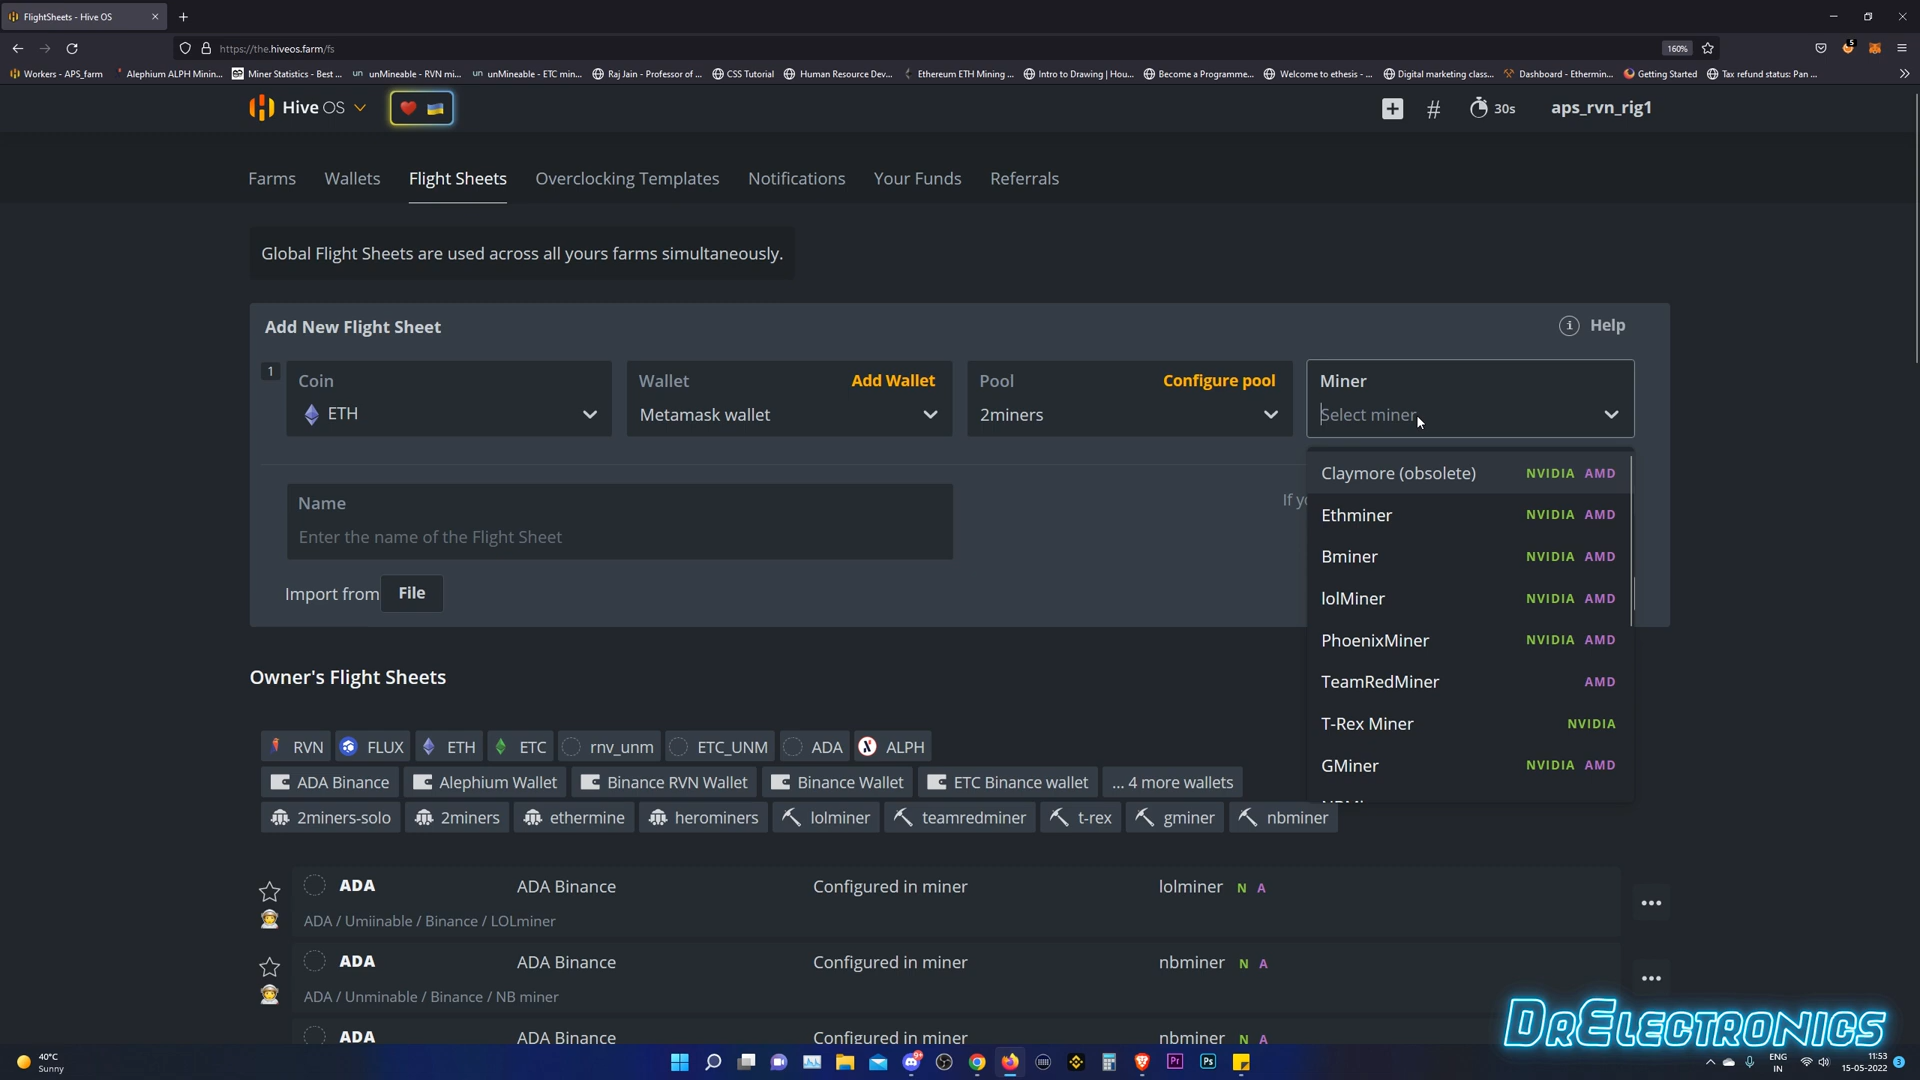 FlightSheets - Hive OS
https://the.hiveos.farm/fs
160%
5
Workers - APS_farm
Alephium ALPH Minin...
Miner Statistics - Best ...
unMineable - RVN mi...
unMineable - ETC min...
Raj Jain - Professor of ...
CSS Tutorial
Human Resource Dev...
Ethereum ETH Mining ...
Intro to Drawing | Hou...
Become a Programme...
Welcome to ethesis - ...
Digital marketing class...
Dashboard - Ethermin...
Getting Started
Tax refund status: Pan ...
Hive OS
30s
aps_rvn_rig1
Farms
Wallets
Flight Sheets
Overclocking Templates
Notifications
Your Funds
Referrals
Global Flight Sheets are used across all yours farms simultaneously.
Add New Flight Sheet
Help
1
Coin
ETH
Wallet
Add Wallet
Metamask wallet
Pool
Configure pool
2miners
Miner
Select miner
Claymore (obsolete) NVIDIA AMD
Ethminer NVIDIA AMD
Bminer NVIDIA AMD
lolMiner NVIDIA AMD
PhoenixMiner NVIDIA AMD
TeamRedMiner AMD
T-Rex Miner NVIDIA
GMiner NVIDIA AMD
Name
Enter the name of the Flight Sheet
If
Import from File
Owner's Flight Sheets
RVN FLUX ETH ETC rnv_unm ETC_UNM ADA ALPH
ADA Binance Alephium Wallet Binance RVN Wallet Binance Wallet ETC Binance wallet ... 4 more wallets
2miners-solo 2miners ethermine herominers lolminer teamredminer t-rex gminer nbminer
ADA ADA Binance Configured in miner lolminer N A
ADA / Umiinable / Binance / LOLminer
ADA ADA Binance Configured in miner nbminer N A
ADA / Unminable / Binance / NB miner
ADA ADA Binance Configured in miner nbminer N A
DRELECTRONICS
40°C
Sunny
ENG
IN
11:53
15-05-2022
3